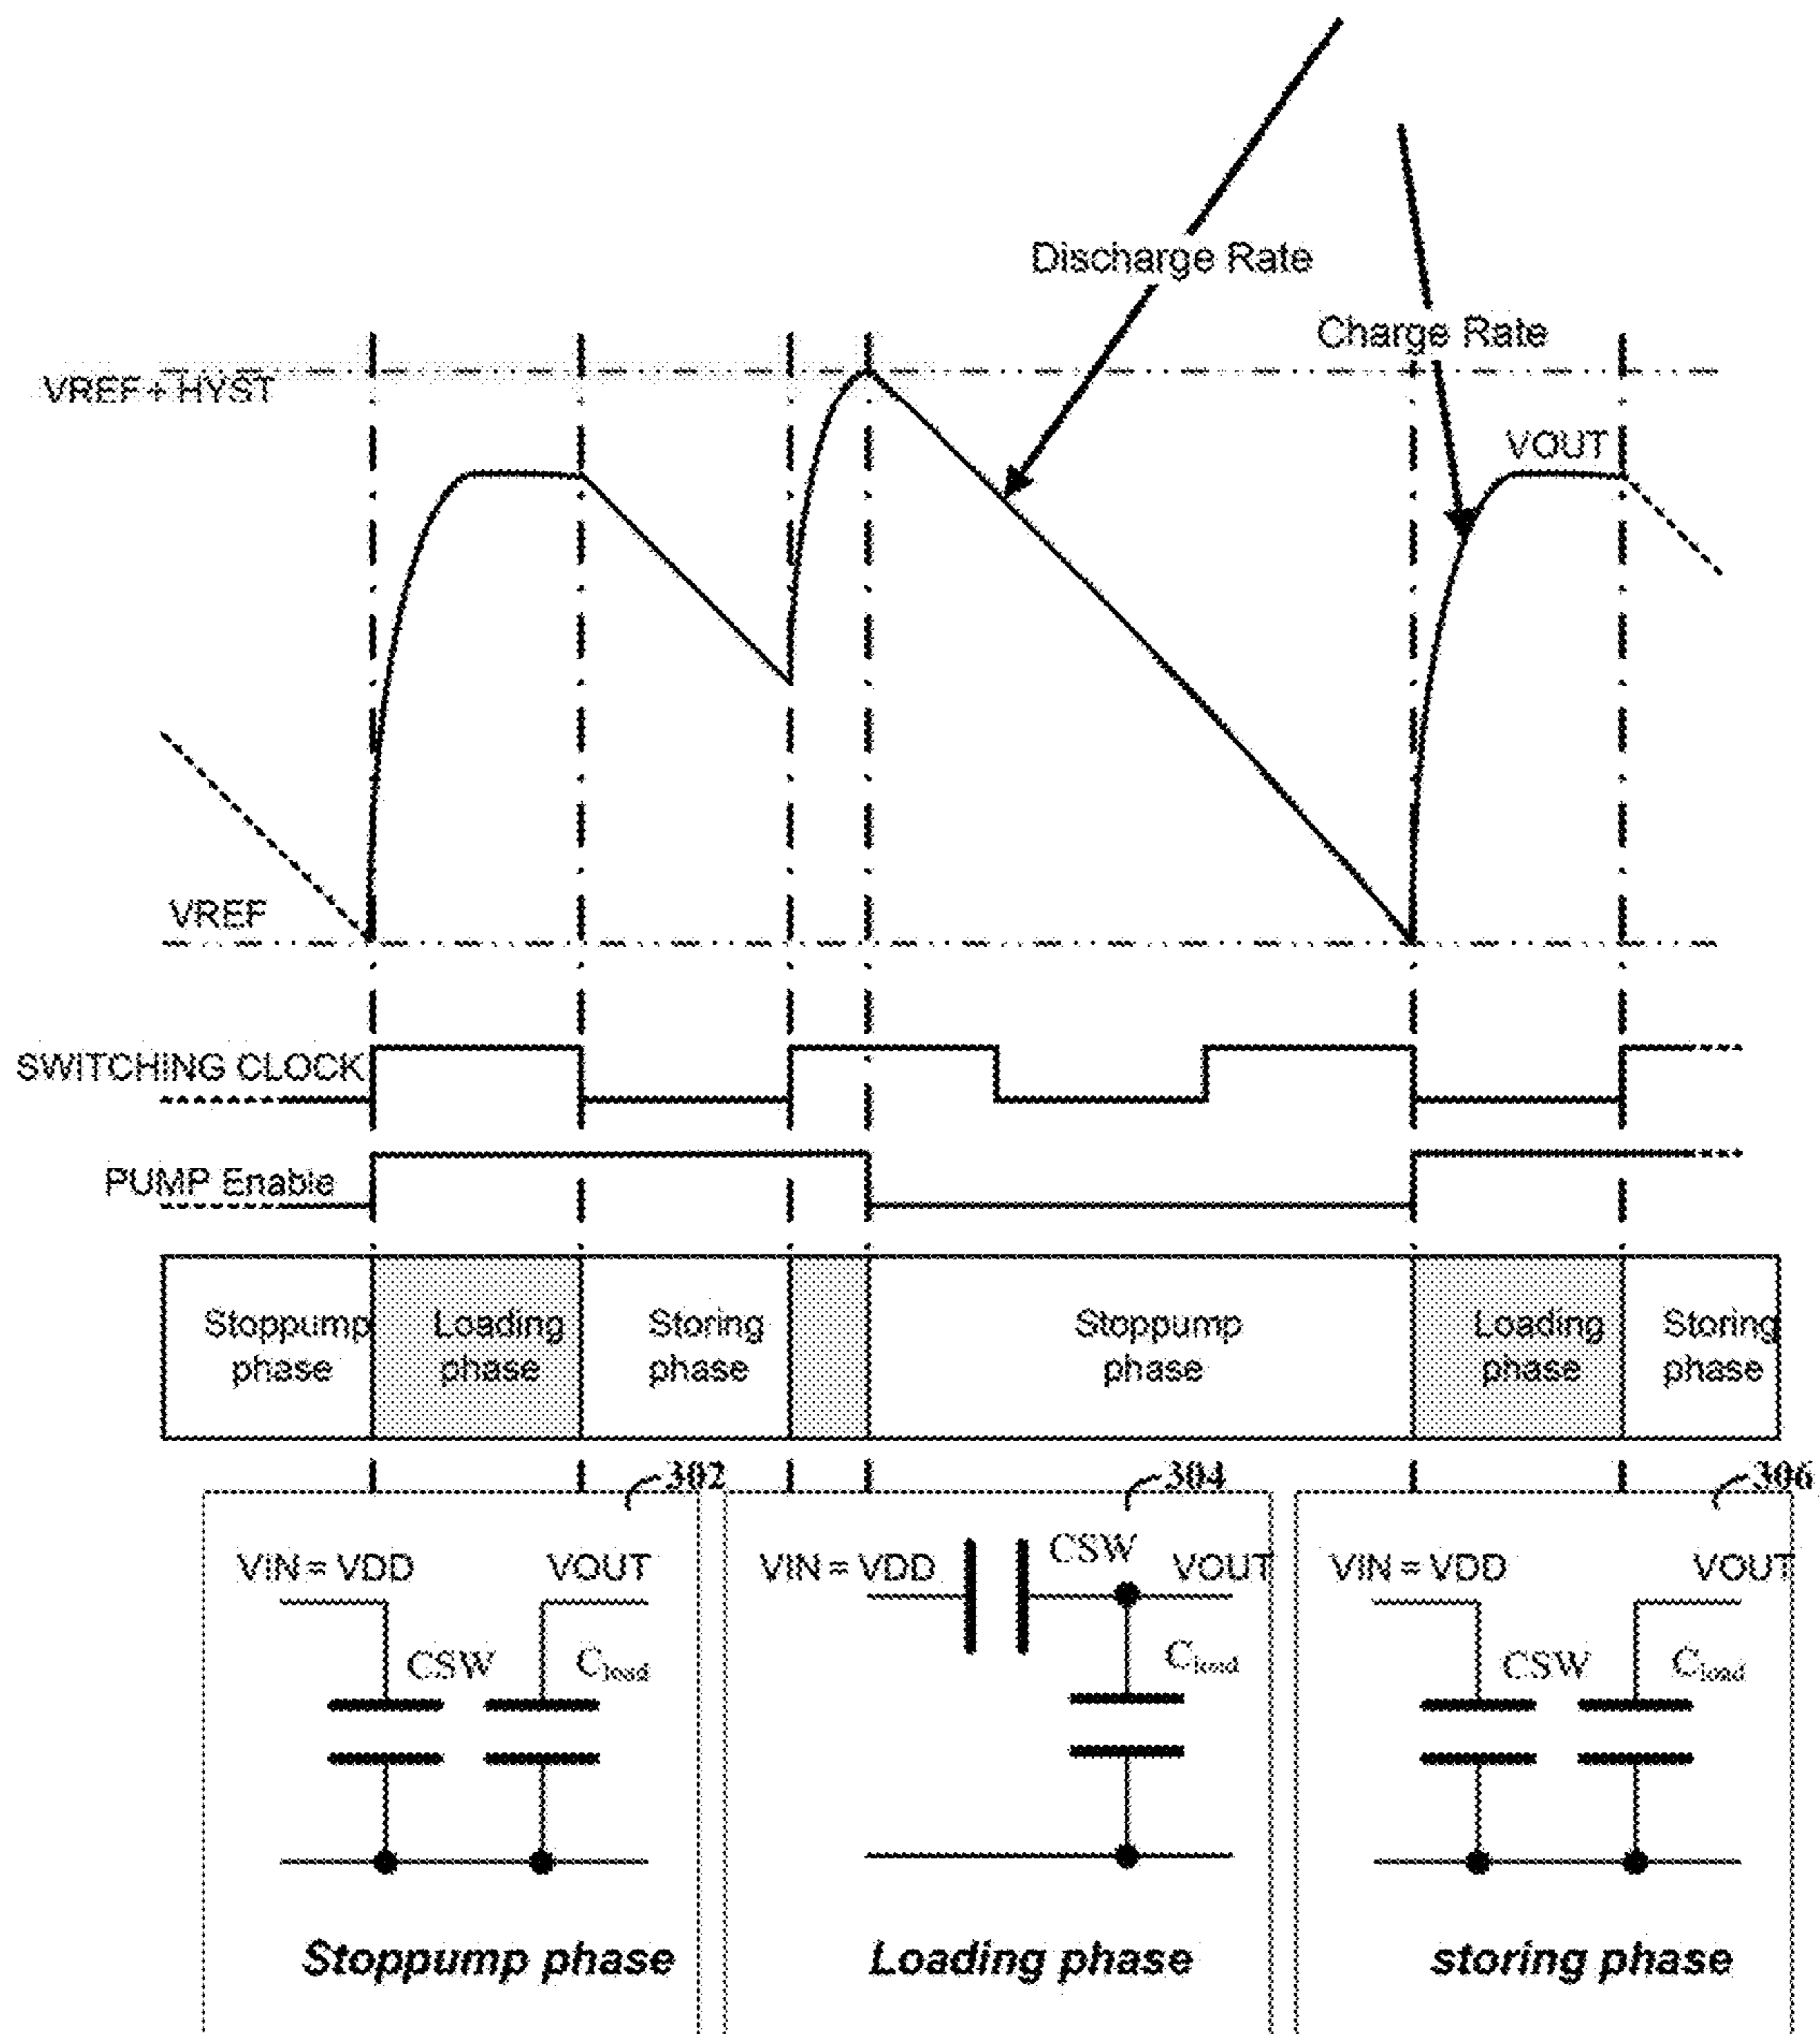 Discharge Rate
Charge Rate
VREF + HYST
VOUT
VREF
SWITCHING CLOCK
PUMP Enable
Stoppump
phase
Loading
phase
Storing
phase
Stoppump
phase
Loading
phase
Storing
phase
302
304
306
VIN = VDD
VOUT
CSW
Cload
Stoppump phase
VIN = VDD
CSW
VOUT
Cload
Loading phase
VIN = VDD
VOUT
CSW
Cload
storing phase